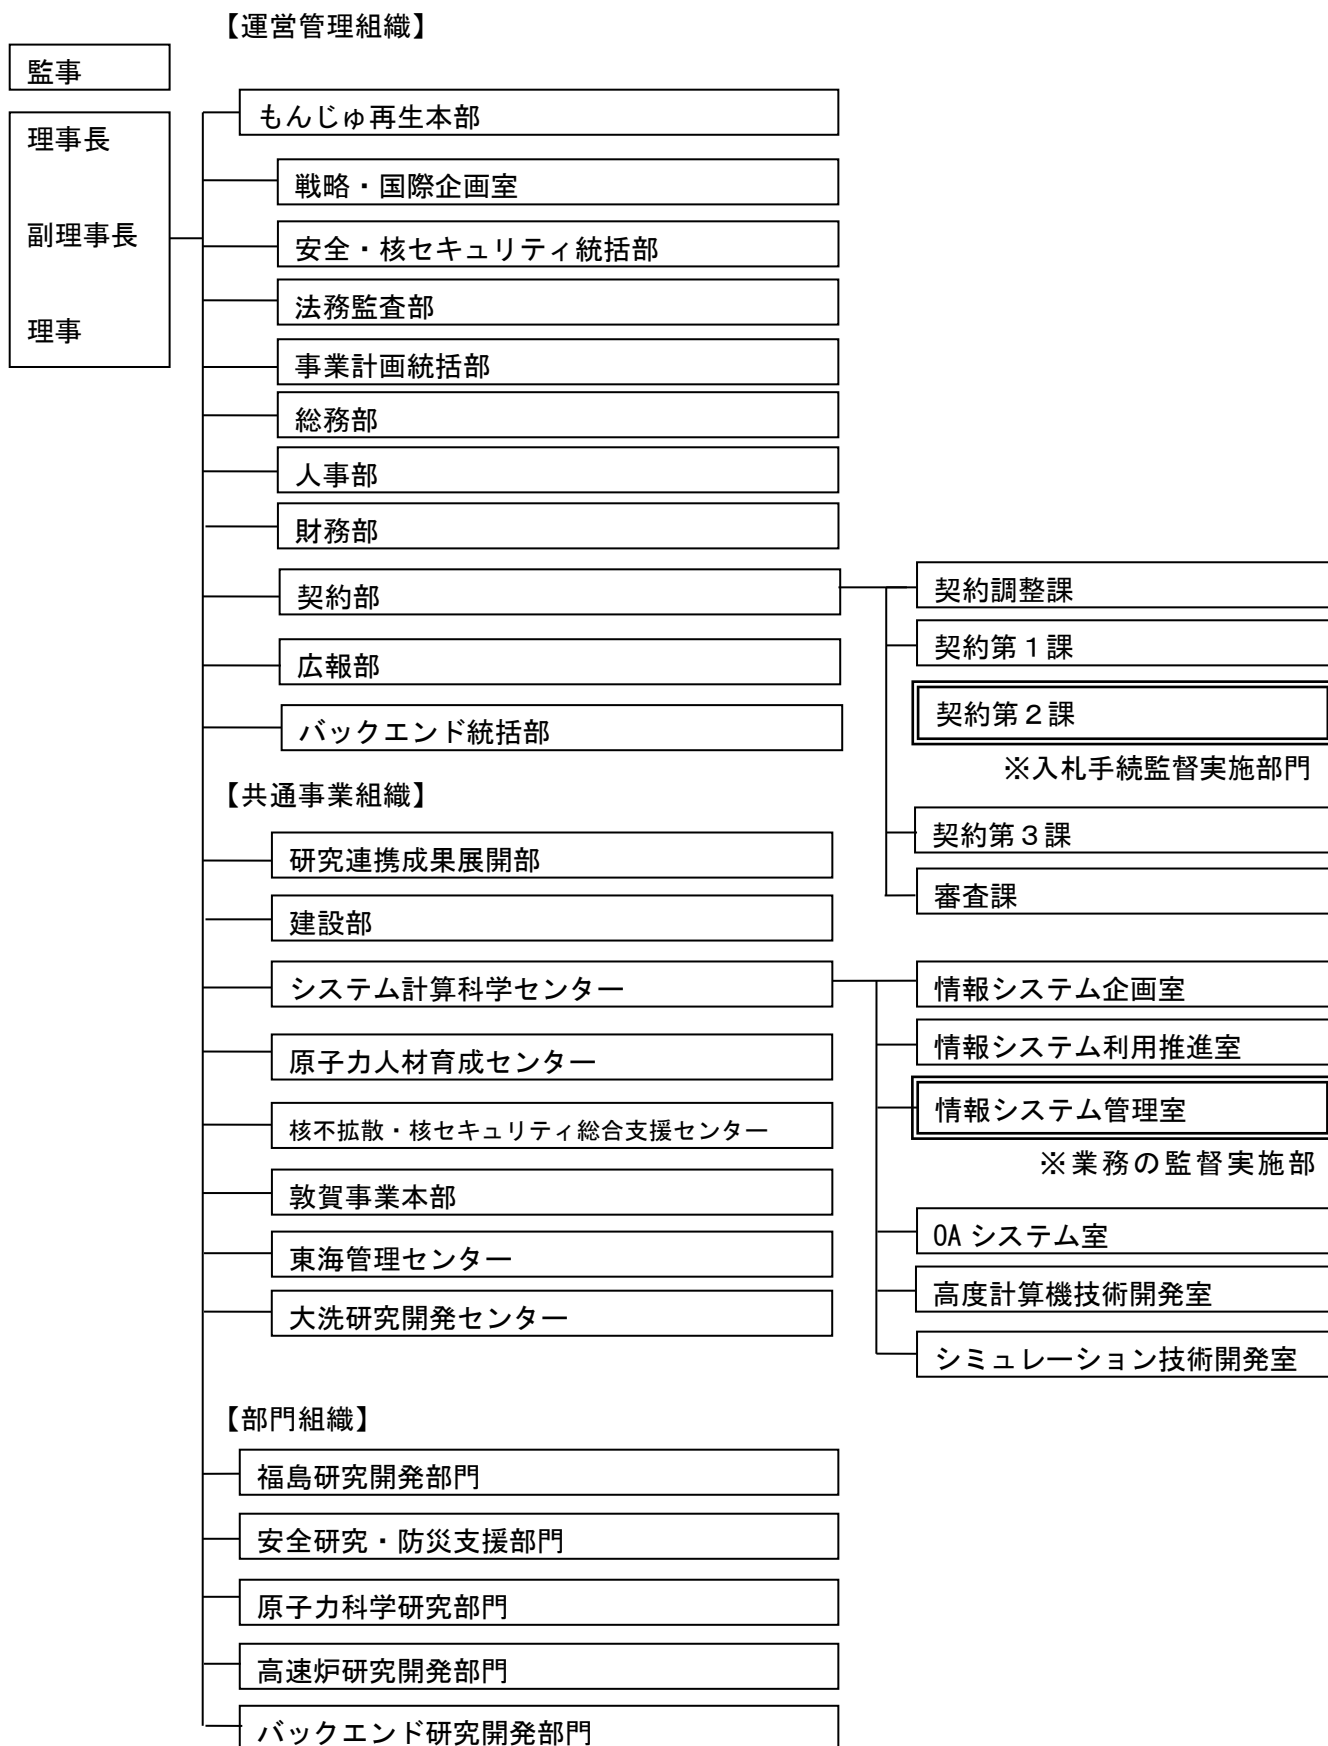 【運営管理組織】
監事
理事長
副理事長
理事
もんじゅ再生本部
戦略・国際企画室
安全・核セキュリティ統括部
法務監査部
事業計画統括部
総務部
人事部
財務部
契約部
広報部
バックエンド統括部
契約調整課
契約第１課
契約第２課
※入札手続監督実施部門
契約第３課
審査課
【共通事業組織】
研究連携成果展開部
建設部
システム計算科学センター
原子力人材育成センター
核不拡散・核セキュリティ総合支援センター
敦賀事業本部
東海管理センター
大洗研究開発センター
情報システム企画室
情報システム利用推進室
情報システム管理室
※業務の監督実施部
OA システム室
高度計算機技術開発室
シミュレーション技術開発室
【部門組織】
福島研究開発部門
安全研究・防災支援部門
原子力科学研究部門
高速炉研究開発部門
バックエンド研究開発部門